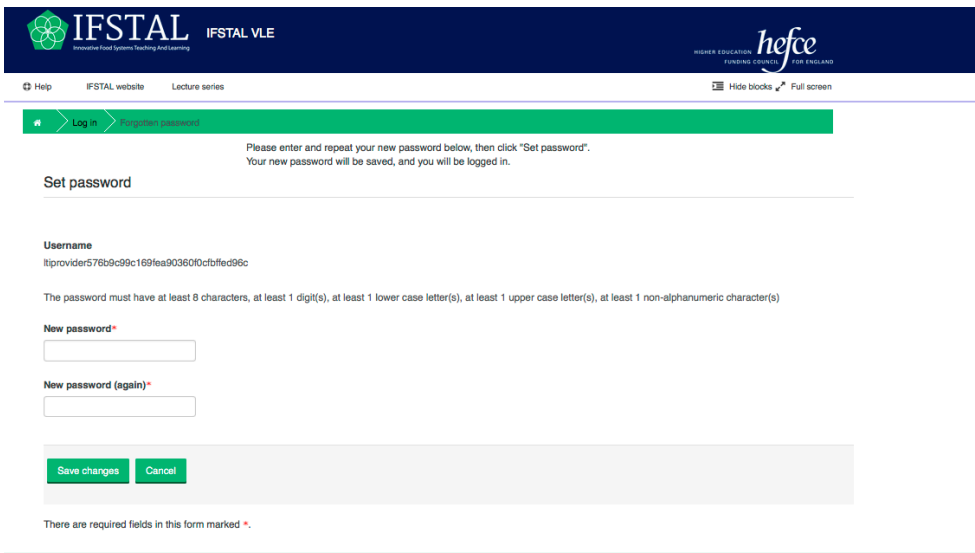 IFSTAL IFSTAL VLE
Innovative Food Systems Teaching And Learning
HIGHER EDUCATION hefce
FUNDING COUNCIL FOR ENGLAND
Help IFSTAL website Lecture series Hide blocks Full screen
Log in Forgotten password
Please enter and repeat your new password below, then click "Set password".
Your new password will be saved, and you will be logged in.
Set password
Username
ltiprovider576b9c99c169fea90360f0cfbffed96c
The password must have at least 8 characters, at least 1 digit(s), at least 1 lower case letter(s), at least 1 upper case letter(s), at least 1 non-alphanumeric character(s)
New password*
New password (again)*
Save changes Cancel
There are required fields in this form marked *.